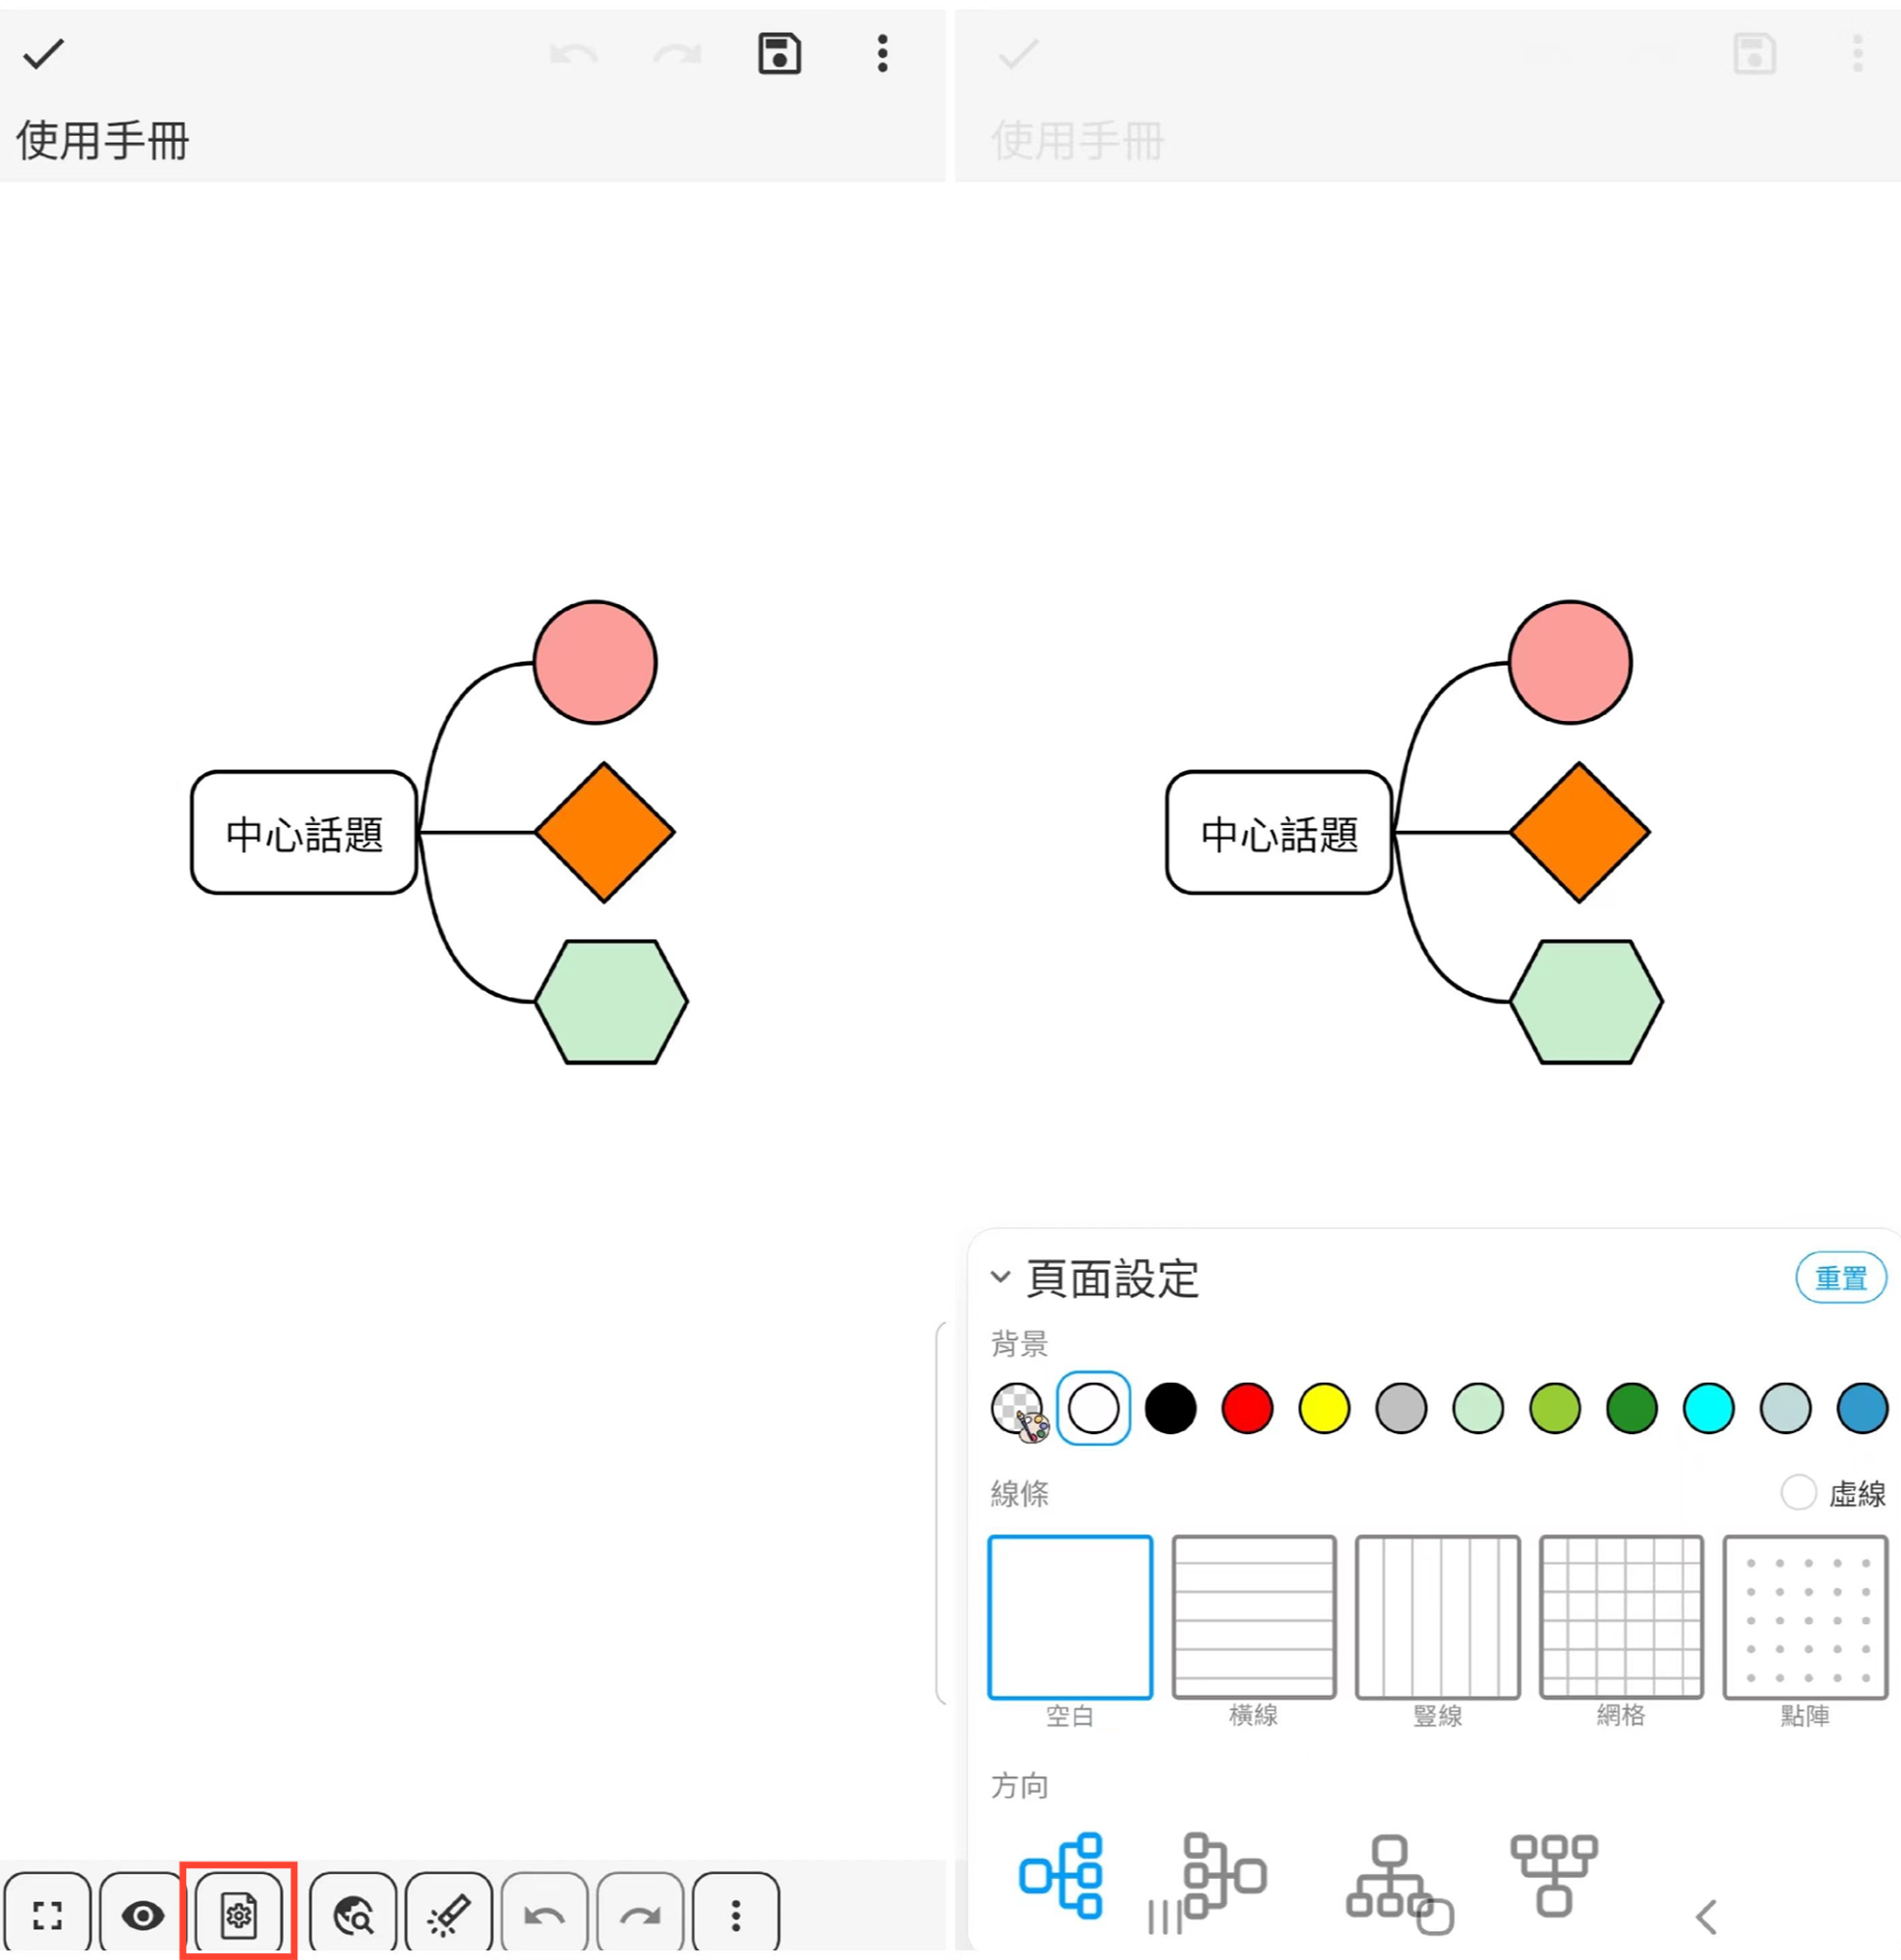 使用手冊
中心話題
使用手冊
中心話題
頁面設定
重置
背景
線條
虛線
空白
橫線
豎線
網格
點陣
方向